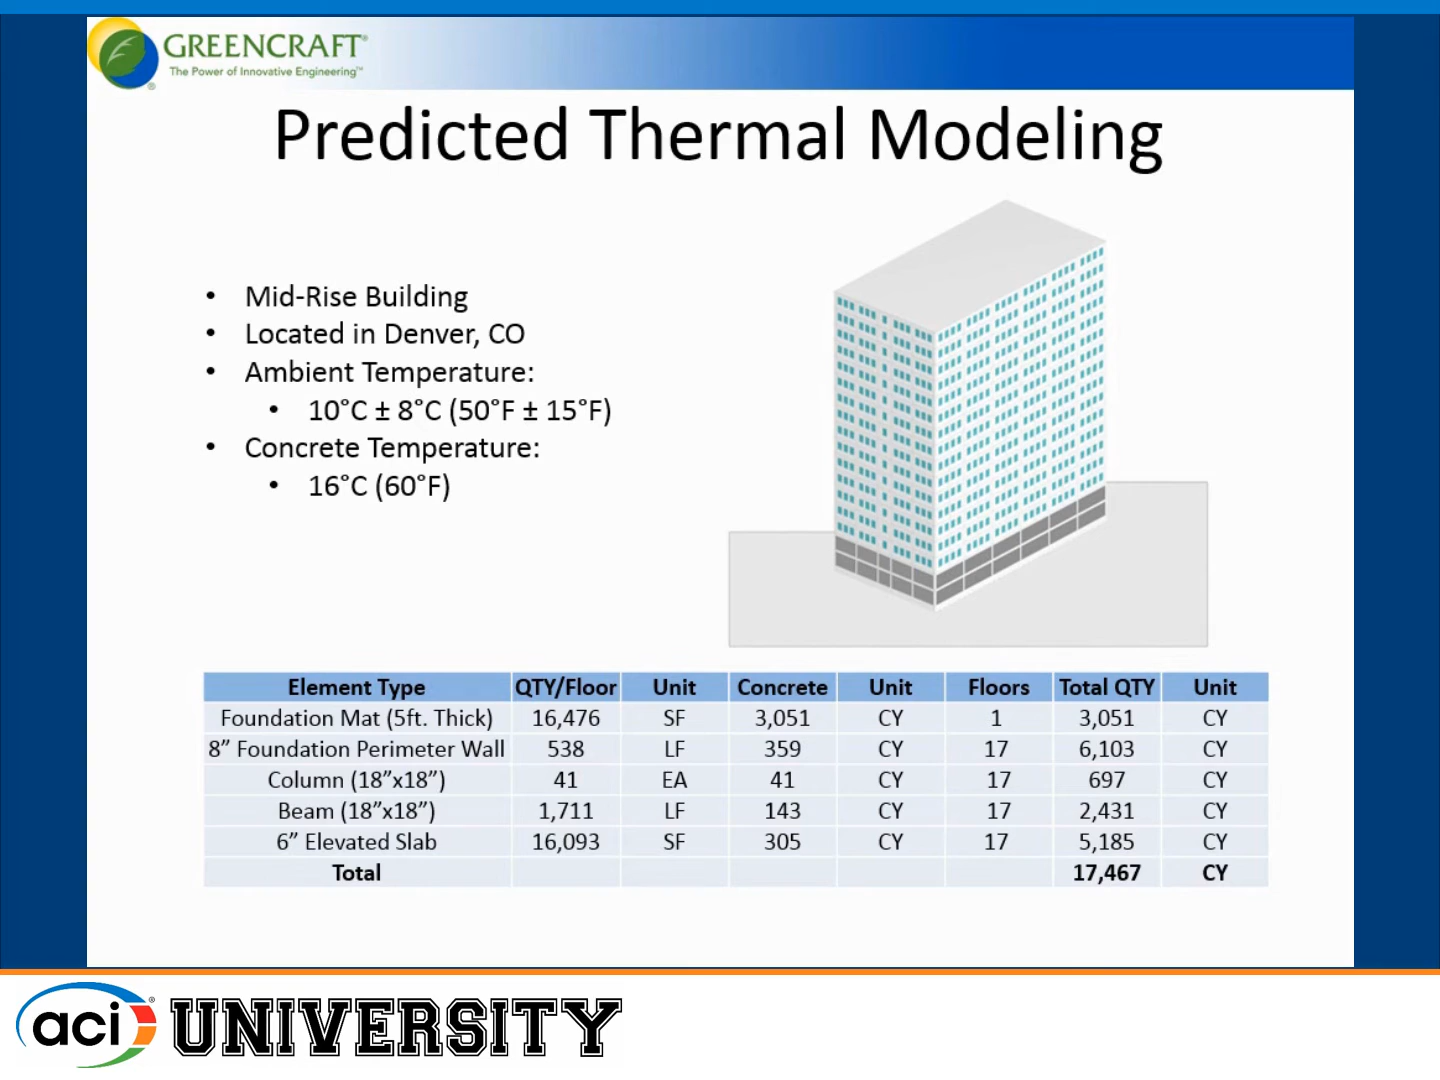 GREENCRAFT®
The Power of Innovative Engineering™
®
Predicted Thermal Modeling
• Mid-Rise Building
• Located in Denver, CO
• Ambient Temperature:
• 10°C ± 8°C (50°F ± 15°F)
• Concrete Temperature:
• 16°C (60°F)
Element Type QTY/Floor Unit Concrete Unit Floors Total QTY Unit
Foundation Mat (5ft. Thick) 16,476 SF 3,051 CY 1 3,051 CY
8” Foundation Perimeter Wall 538 LF 359 CY 17 6,103 CY
Column (18”x18”) 41 EA 41 CY 17 697 CY
Beam (18”x18”) 1,711 LF 143 CY 17 2,431 CY
6” Elevated Slab 16,093 SF 305 CY 17 5,185 CY
Total 17,467 CY
aci® UNIVERSITY